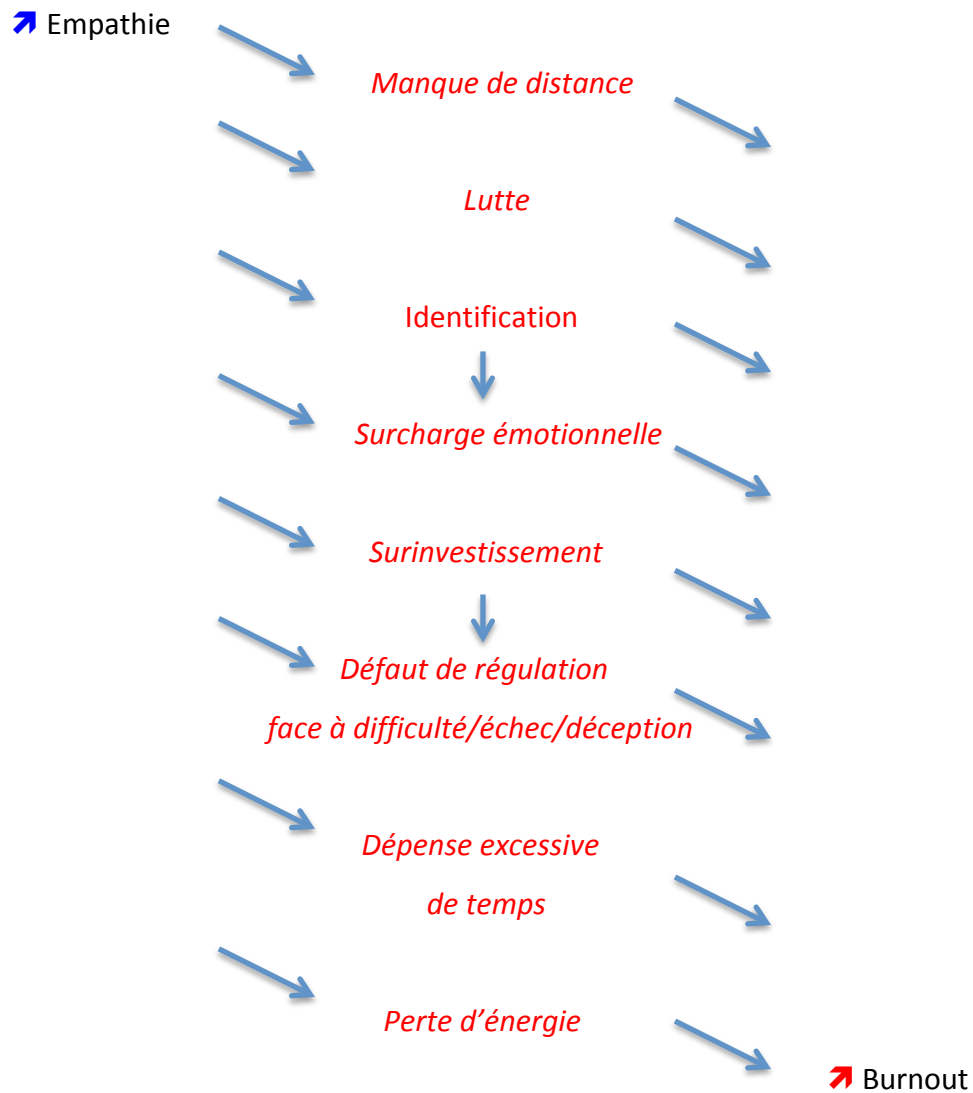 Empathie
Manque de distance
Lutte
Identification
Surcharge émotionnelle
Surinvestissement
Défaut de régulation
face à difficulté/échec/déception
Dépense excessive
de temps
Perte d’énergie
Burnout